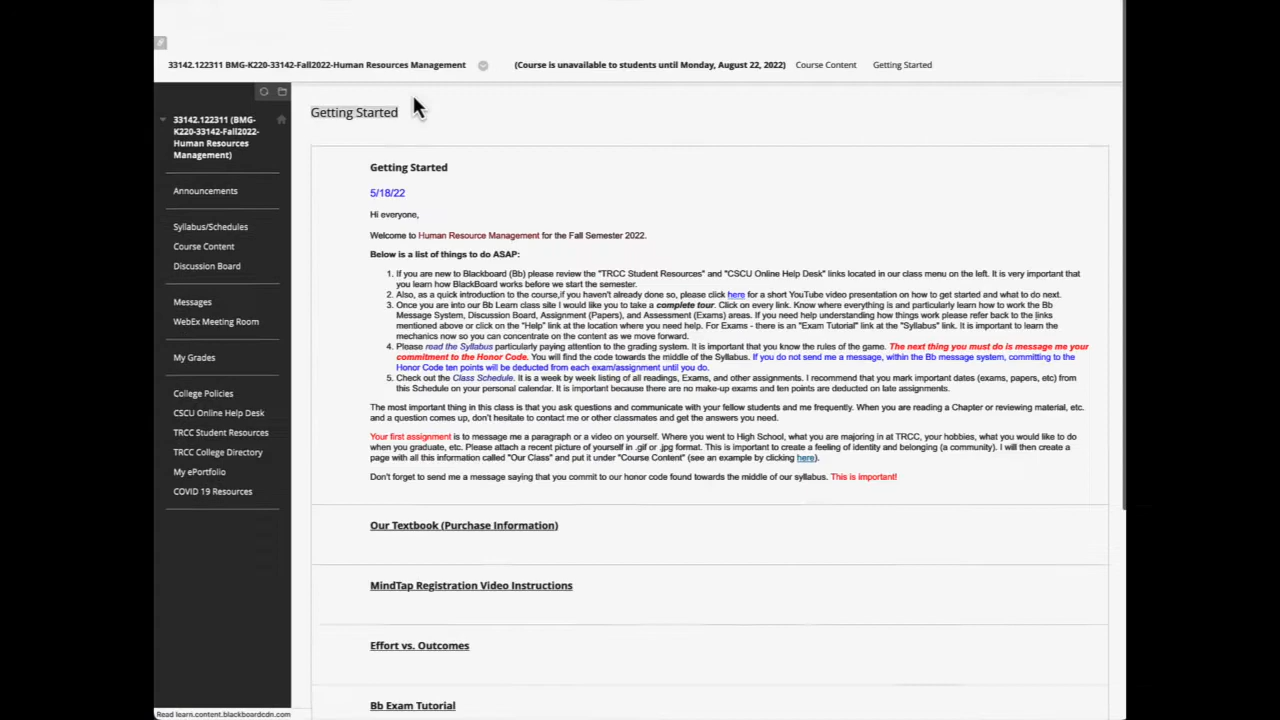 33142.122311 BMG-K220-33142-Fall2022-Human Resources Management
(Course is unavailable to students until Monday, August 22, 2022)
Course Content
Getting Started
33142.122311 (BMG-
K220-33142-Fall2022-
Human Resources
Management)
Announcements
Syllabus/Schedules
Course Content
Discussion Board
Messages
WebEx Meeting Room
My Grades
College Policies
CSCU Online Help Desk
TRCC Student Resources
TRCC College Directory
My ePortfolio
COVID 19 Resources
Getting Started
Getting Started
5/18/22
Hi everyone,
Welcome to Human Resource Management for the Fall Semester 2022.
Below is a list of things to do ASAP:
1. If you are new to Blackboard (Bb) please review the "TRCC Student Resources" and "CSCU Online Help Desk" links located in our class menu on the left. It is very important that
you learn how BlackBoard works before we start the semester.
2. Also, as a quick introduction to the course,if you haven't already done so, please click here for a short YouTube video presentation on how to get started and what to do next.
3. Once you are into our Bb Learn class site I would like you to take a complete tour. Click on every link. Know where everything is and particularly learn how to work the Bb
Message System, Discussion Board, Assignment (Papers), and Assessment (Exams) areas. If you need help understanding how things work please refer back to the links
mentioned above or click on the "Help" link at the location where you need help. For Exams - there is an "Exam Tutorial" link at the "Syllabus" link. It is important to learn the
mechanics now so you can concentrate on the content as we move forward.
4. Please read the Syllabus particularly paying attention to the grading system. It is important that you know the rules of the game. The next thing you must do is message me your
commitment to the Honor Code. You will find the code towards the middle of the Syllabus. If you do not send me a message, within the Bb message system, committing to the
Honor Code ten points will be deducted from each exam/assignment until you do.
5. Check out the Class Schedule. It is a week by week listing of all readings, Exams, and other assignments. I recommend that you mark important dates (exams, papers, etc) from
this Schedule on your personal calendar. It is important because there are no make-up exams and ten points are deducted on late assignments.
The most important thing in this class is that you ask questions and communicate with your fellow students and me frequently. When you are reading a Chapter or reviewing material, etc.
and a question comes up, don't hesitate to contact me or other classmates and get the answers you need.
Your first assignment is to message me a paragraph or a video on yourself. Where you went to High School, what you are majoring in at TRCC, your hobbies, what you would like to do
when you graduate, etc. Please attach a recent picture of yourself in .gif or .jpg format. This is important to create a feeling of identity and belonging (a community). I will then create a
page with all this information called "Our Class" and put it under "Course Content" (see an example by clicking here).
Don't forget to send me a message saying that you commit to our honor code found towards the middle of our syllabus. This is important!
Our Textbook (Purchase Information)
MindTap Registration Video Instructions
Effort vs. Outcomes
Bb Exam Tutorial
Read learn.content.blackboardcdn.com